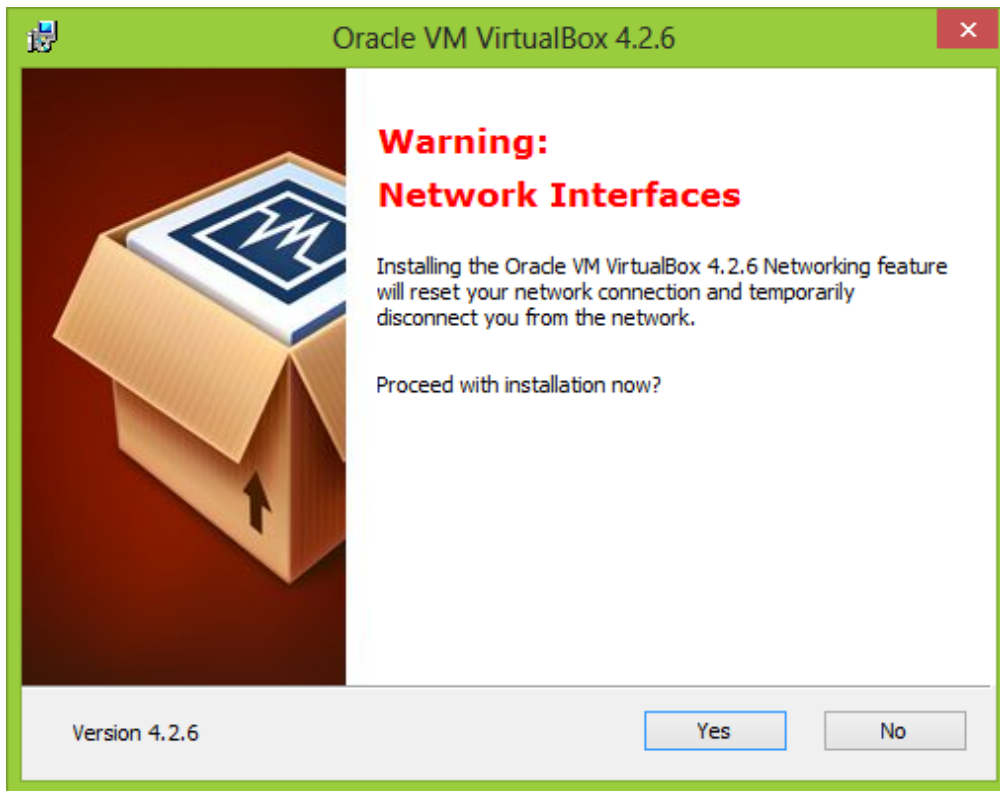 Oracle VM VirtualBox 4.2.6
Warning:
Network Interfaces
Installing the Oracle VM VirtualBox 4.2.6 Networking feature
will reset your network connection and temporarily
disconnect you from the network.
Proceed with installation now?
Version 4.2.6
Yes
No